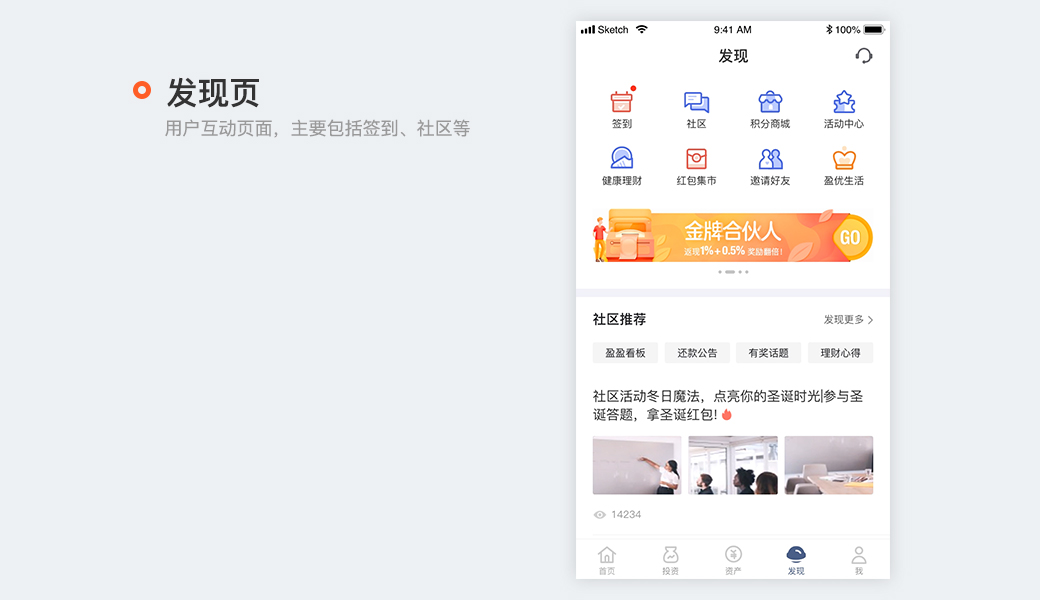 发现页
用户互动页面，主要包括签到、社区等
Sketch 9:41 AM 100%
发现
签到 社区 积分商城 活动中心
健康理财 红包集市 邀请好友 盈优生活
金牌合伙人
返现1%+0.5% 奖励翻倍!
GO
社区推荐 发现更多
盈盈看板 还款公告 有奖话题 理财心得
社区活动冬日魔法，点亮你的圣诞时光|参与圣
诞答题，拿圣诞红包!
14234
首页 投资 资产 发现 我